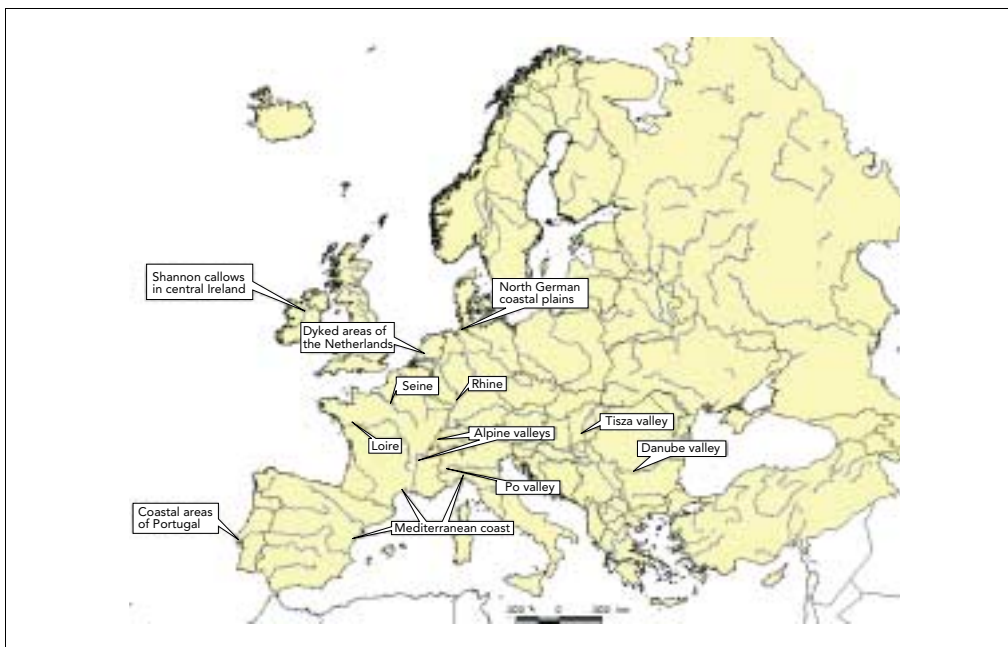 Shannon callows
in central Ireland
North German
coastal plains
Dyked areas of
the Netherlands
Seine
Rhine
Tisza valley
Alpine valleys
Loire
Danube valley
Po valley
Coastal areas
of Portugal
Mediterranean coast
0